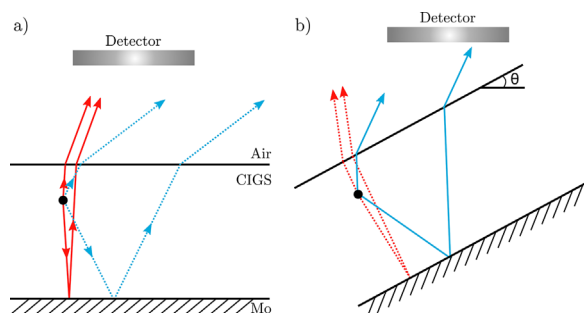 a)
Detector
Air
CIGS
Mo
b)
Detector
θ